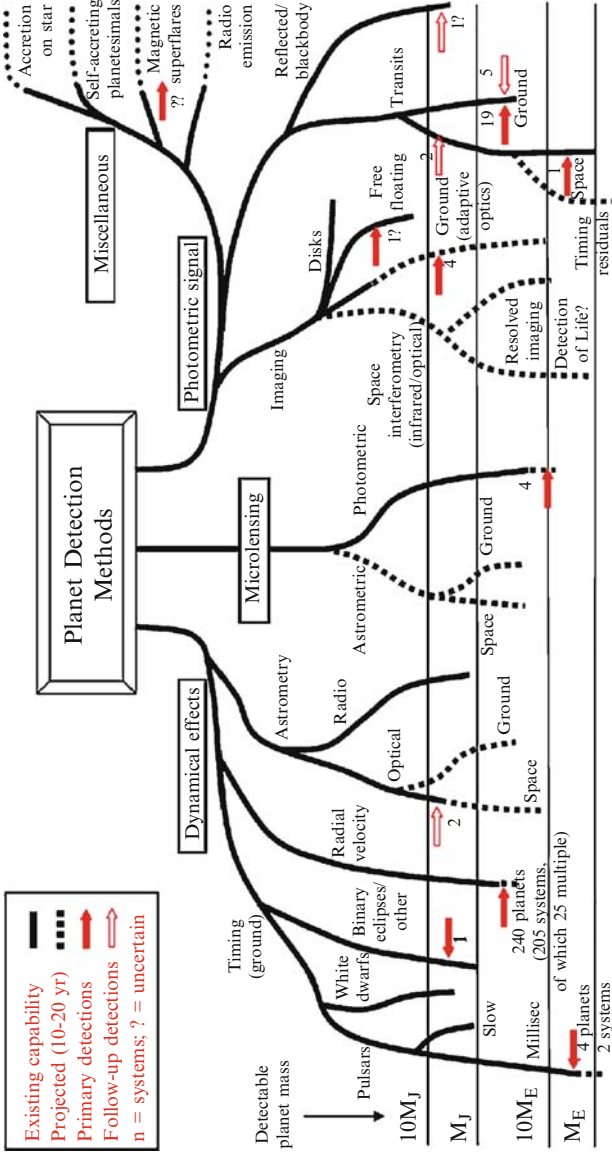 Planet Detection
Methods
Existing capability
Projected (10-20 yr)
Primary detections
Follow-up detections
n = systems; ? = uncertain
Dynamical effects
Microlensing
Photometric signal
Miscellaneous
Accretion
on star
Self-accreting
planetesimals
Magnetic
superflares
??
Radio
emission
Detectable
planet mass
10MJ
MJ
10ME
ME
Timing
(ground)
Pulsars
Slow
Millisec
4 planets
2 systems
White
dwarfs
Binary
eclipses/
other
1
Radial
velocity
240 planets
(205 systems,
of which 25 multiple)
Astrometry
Optical
Radio
2
Ground
Space
Astrometric
Photometric
Space
Ground
4
Imaging
Disks
Free
floating
1?
Ground
(adaptive
optics)
4
Space
interferometry
(infrared/optical)
Resolved
imaging
Detection
of Life?
Reflected/
blackbody
1?
Transits
2
19
5
Ground
1
Space
Timing
residuals